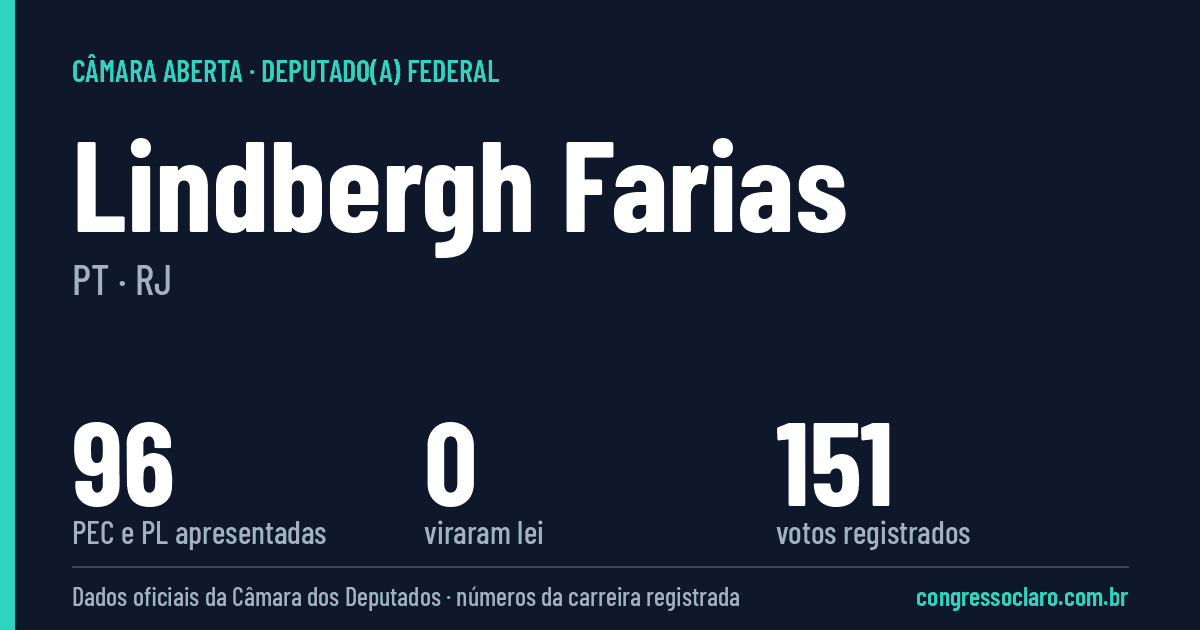 CÂMARA ABERTA · DEPUTADO(A) FEDERAL
Lindbergh Farias
PT · RJ
96 0 151
PEC e PL apresentadas viraram lei votos registrados
Dados oficiais da Câmara dos Deputados · números da carreira registrada congressoclaro.com.br